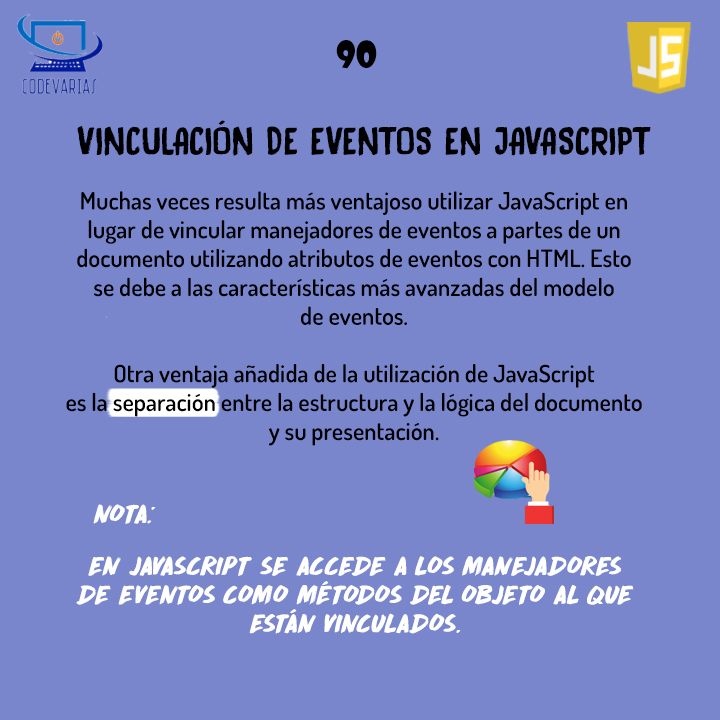 CODEVARIAS
90
JS
VINCULACIÓN DE EVENTOS EN JAVASCRIPT
Muchas veces resulta más ventajoso utilizar JavaScript en
lugar de vincular manejadores de eventos a partes de un
documento utilizando atributos de eventos con HTML. Esto
se debe a las características más avanzadas del modelo
de eventos.
Otra ventaja añadida de la utilización de JavaScript
es la separación entre la estructura y la lógica del documento
y su presentación.
NOTA:
EN JAVASCRIPT SE ACCEDE A LOS MANEJADORES
DE EVENTOS COMO MÉTODOS DEL OBJETO AL QUE
ESTÁN VINCULADOS.